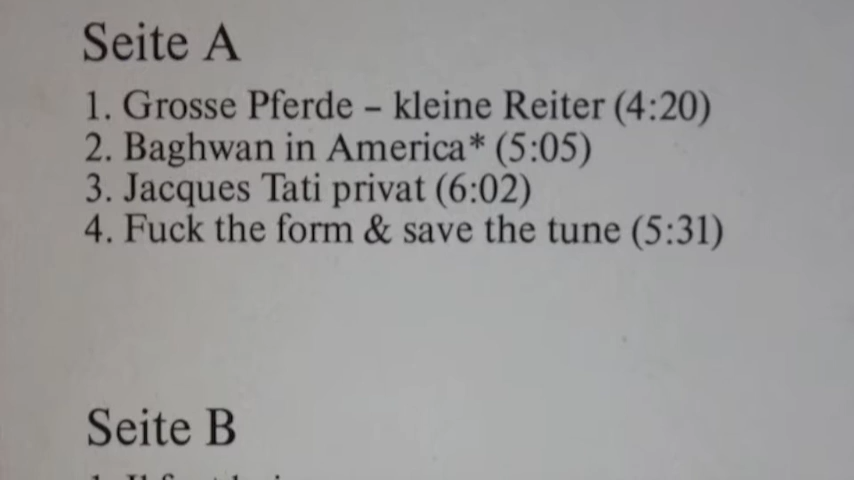 Seite A
1. Grosse Pferde – kleine Reiter (4:20)
2. Baghwan in America* (5:05)
3. Jacques Tati privat (6:02)
4. Fuck the form & save the tune (5:31)
Seite B